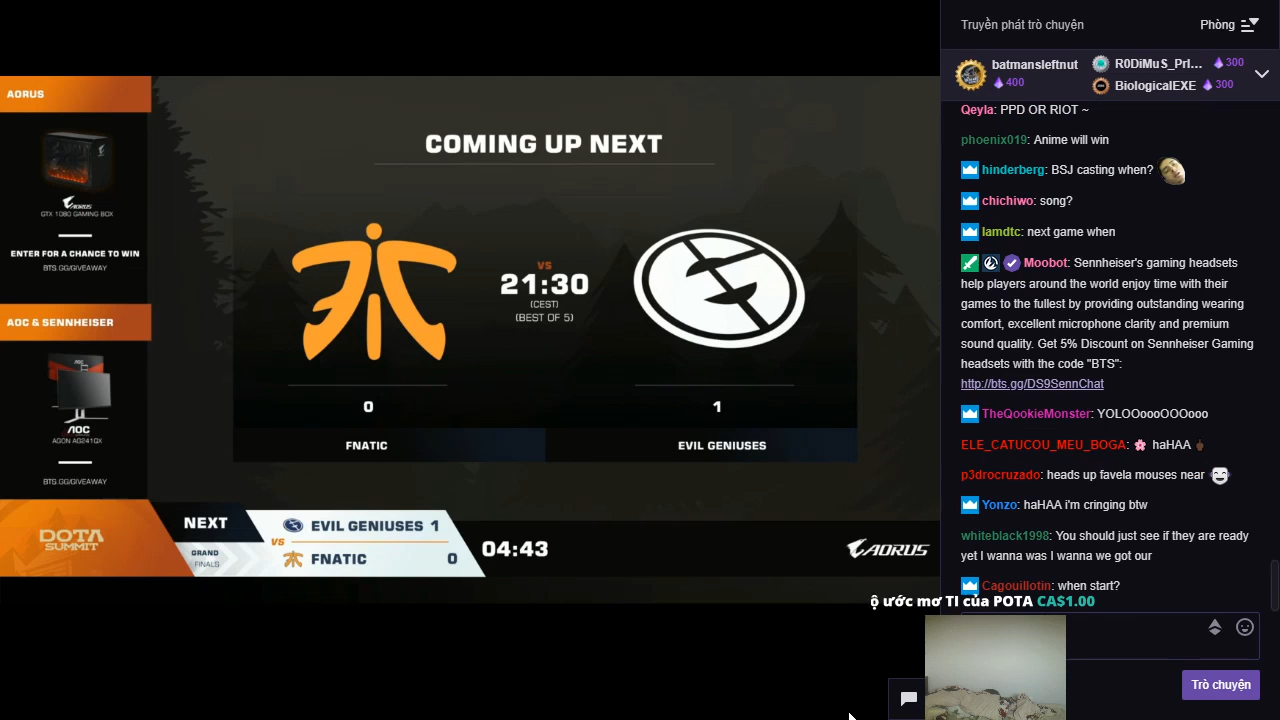 AORUS
AORUS
GTX 1080 GAMING BOX
ENTER FOR A CHANCE TO WIN
BTS.GG/GIVEAWAY
AOC & SENNHEISER
AOC
AGON AG241QX
BTS.GG/GIVEAWAY
COMING UP NEXT
VS
21:30
(CEST)
(BEST OF 5)
0
1
FNATIC
EVIL GENIUSES
DOTA
SUMMIT
NEXT
GRAND
FINALS
EVIL GENIUSES 1
VS
FNATIC 0
04:43
AORUS
Truyền phát trò chuyện
Phòng
batmansleftnut
400
R0DiMuS_PrI... 300
BiologicalEXE 300
Qeyla: PPD OR RIOT ~
phoenix019: Anime will win
hinderberg: BSJ casting when?
chichiwo: song?
Iamdtc: next game when
Moobot: Sennheiser's gaming headsets
help players around the world enjoy time with their
games to the fullest by providing outstanding wearing
comfort, excellent microphone clarity and premium
sound quality. Get 5% Discount on Sennheiser Gaming
headsets with the code "BTS":
http://bts.gg/DS9SennChat
TheQookieMonster: YOLOOoooOOOooo
ELE_CATUCOU_MEU_BOGA: haHAA
p3drocruzado: heads up favela mouses near
Yonzo: haHAA i'm cringing btw
whiteblack1998: You should just see if they are ready
yet I wanna was I wanna we got our
Cagouillotin: when start?
ộ ước mơ TI của POTA CA$1.00
Trò chuyện